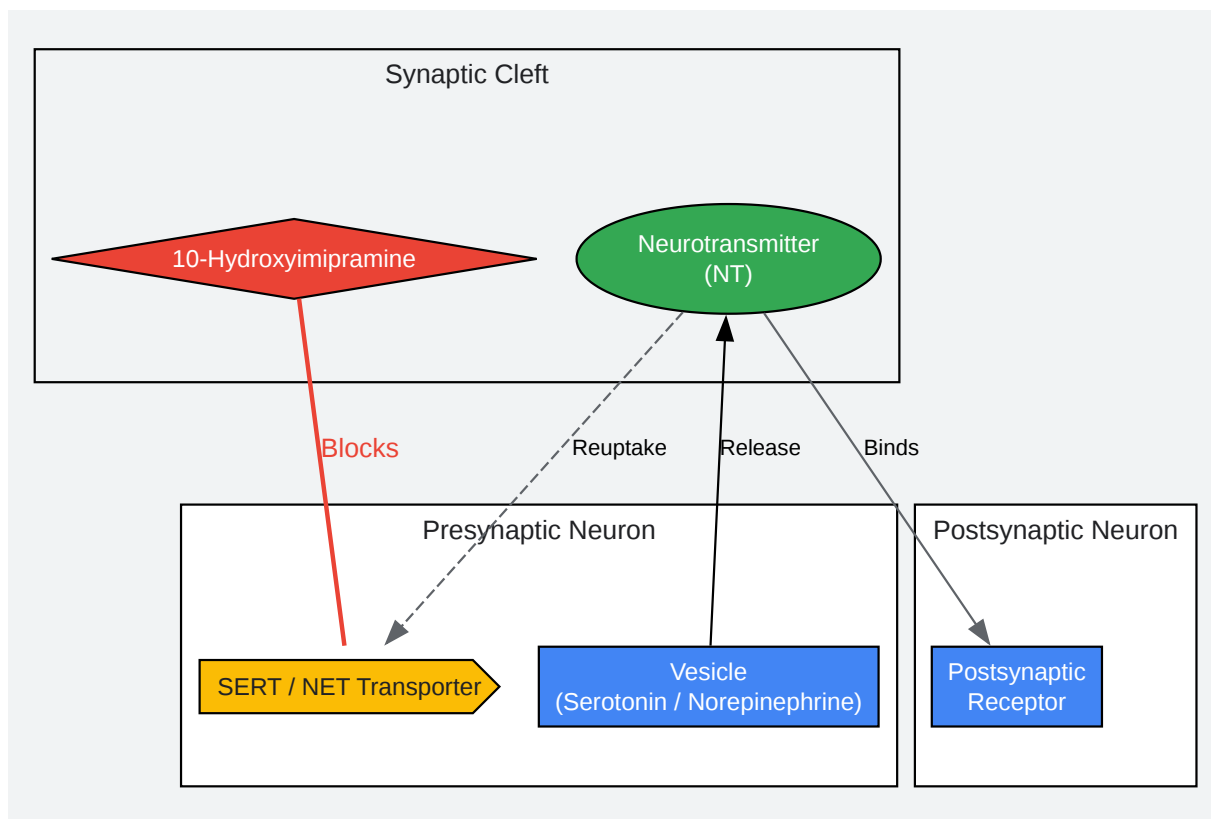 Synaptic Cleft
10-Hydroxyimipramine
Neurotransmitter
(NT)
Blocks
Reuptake
Release
Binds
Presynaptic Neuron
Postsynaptic Neuron
SERT / NET Transporter
Vesicle
(Serotonin / Norepinephrine)
Postsynaptic
Receptor